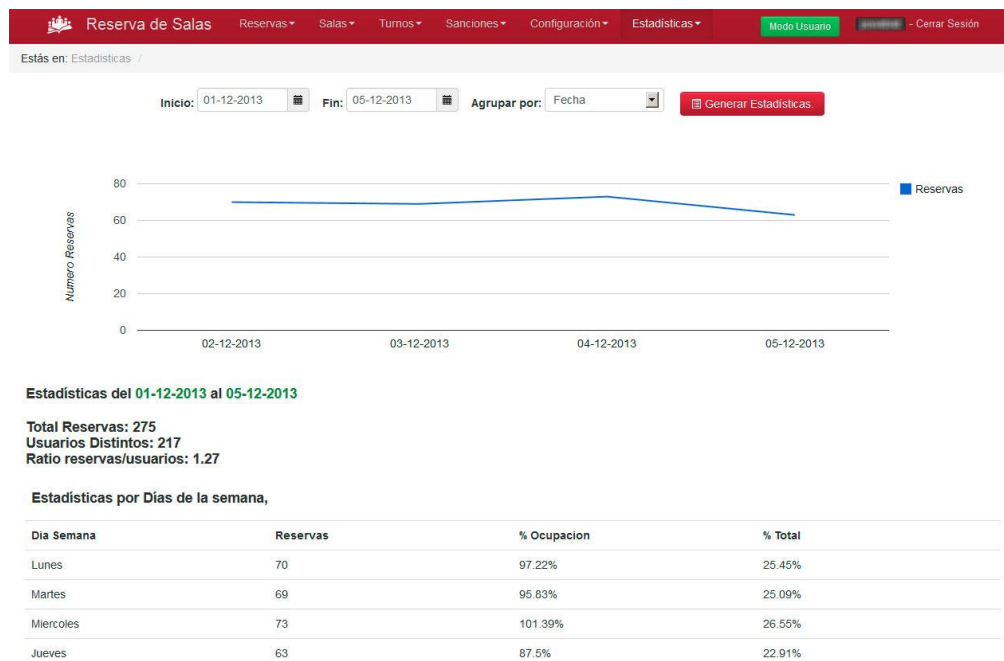 Reserva de Salas Reservas Salas Turnos Sanciones Configuración Estadísticas Modo Usuario - Cerrar Sesión
Estás en: Estadisticas /
Inicio: 01-12-2013 Fin: 05-12-2013 Agrupar por: Fecha Generar Estadísticas.
80
Reservas
60
40
20
0
Numero Reservas
02-12-2013 03-12-2013 04-12-2013 05-12-2013
Estadísticas del 01-12-2013 al 05-12-2013
Total Reservas: 275
Usuarios Distintos: 217
Ratio reservas/usuarios: 1.27
Estadísticas por Días de la semana,
Dia Semana Reservas % Ocupacion % Total
Lunes 70 97.22% 25.45%
Martes 69 95.83% 25.09%
Miercoles 73 101.39% 26.55%
Jueves 63 87.5% 22.91%